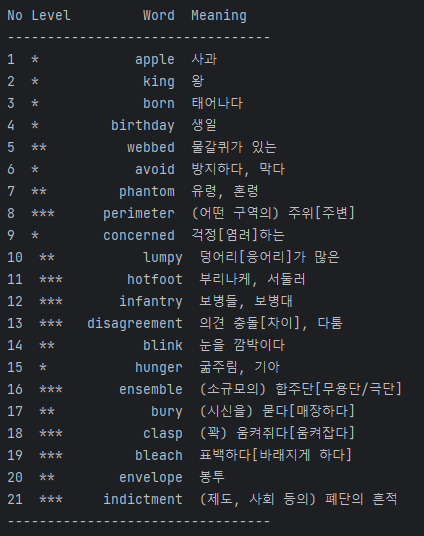 No Level         Word  Meaning
---------------------------------
1  *            apple  사과
2  *             king  왕
3  *             born  태어나다
4  *         birthday  생일
5  **          webbed  물갈퀴가 있는
6  *            avoid  방지하다, 막다
7  **         phantom  유령, 혼령
8  ***      perimeter  (어떤 구역의) 주위[주변]
9  *        concerned  걱정[염려]하는
10  **           lumpy  덩어리[응어리]가 많은
11  ***        hotfoot  부리나케, 서둘러
12  ***       infantry  보병들, 보병대
13  ***   disagreement  의견 충돌[차이], 다툼
14  **           blink  눈을 깜박이다
15  *           hunger  굶주림, 기아
16  ***       ensemble  (소규모의) 합주단[무용단/극단]
17  **            bury  (시신을) 묻다[매장하다]
18  ***          clasp  (꽉) 움켜쥐다[움켜잡다]
19  ***         bleach  표백하다[바래지게 하다]
20  **        envelope  봉투
21  ***     indictment  (제도, 사회 등의) 폐단의 흔적
---------------------------------